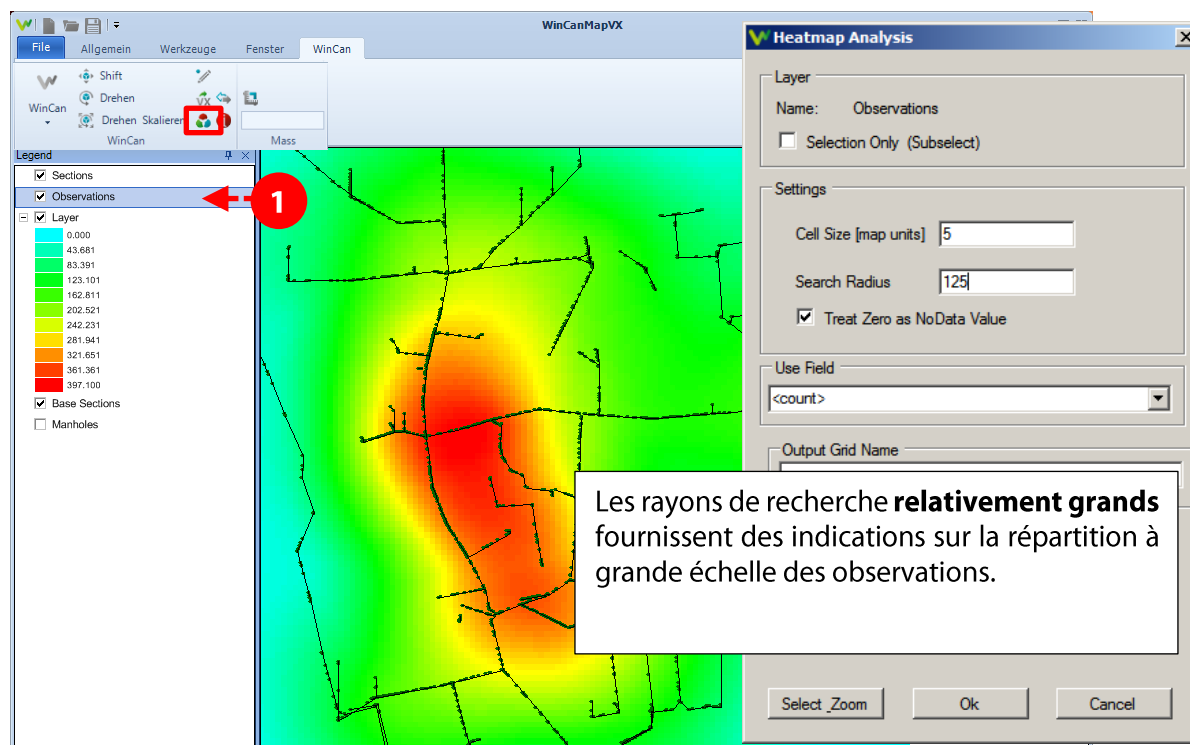 WinCanMapVX
File Allgemein Werkzeuge Fenster WinCan
WinCan
Shift
Drehen
Drehen Skalieren
VX
WinCan
Mass
Legend
Sections
Observations
1
Layer
0.000
43.681
83.391
123.101
162.811
202.521
242.231
281.941
321.651
361.361
397.100
Base Sections
Manholes
Heatmap Analysis
Layer
Name: Observations
Selection Only (Subselect)
Settings
Cell Size [map units] 5
Search Radius 125
Treat Zero as NoData Value
Use Field
<count>
Output Grid Name
Les rayons de recherche relativement grands
fournissent des indications sur la répartition à
grande échelle des observations.
Select _Zoom Ok Cancel